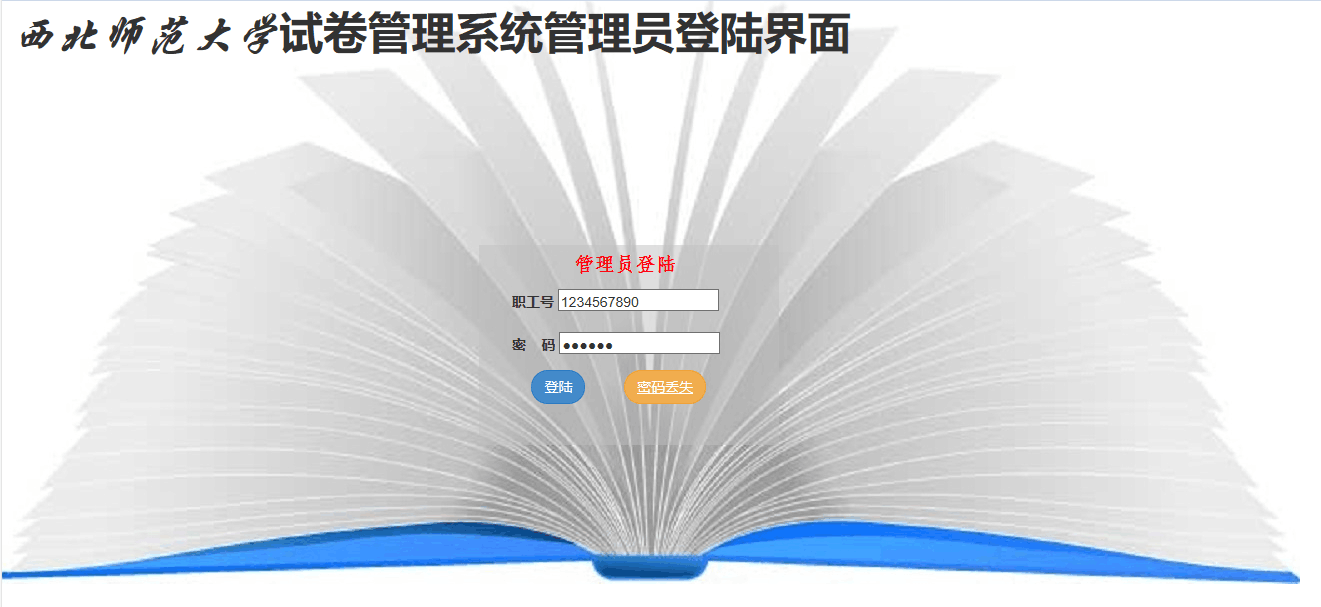 西北师范大学试卷管理系统管理员登陆界面
管理员登陆
职工号 1234567890
密 码 ●●●●●●
登陆 密码丢失